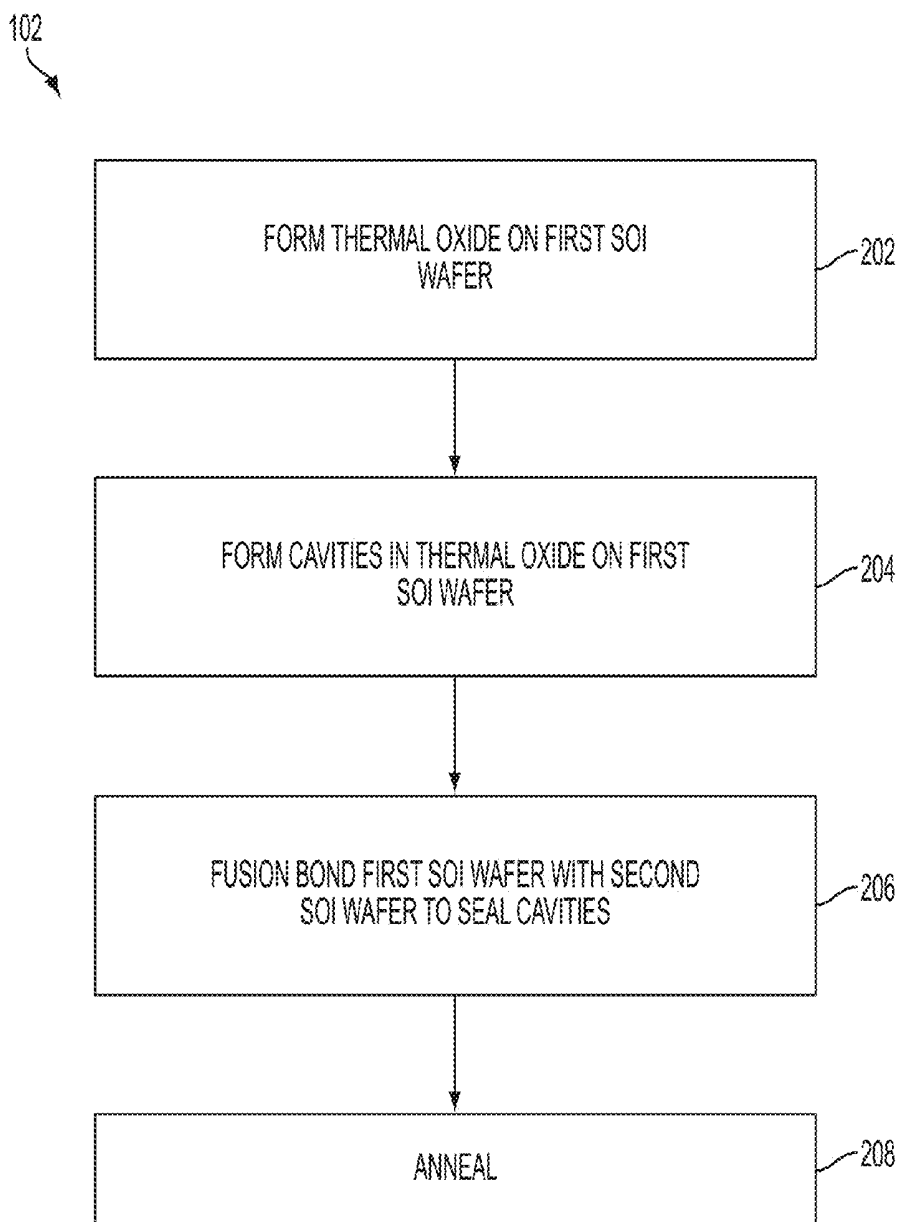 102
FORM THERMAL OXIDE ON FIRST SOI
WAFER
202
FORM CAVITIES IN THERMAL OXIDE ON FIRST
SOI WAFER
204
FUSION BOND FIRST SOI WAFER WITH SECOND
SOI WAFER TO SEAL CAVITIES
206
ANNEAL
208